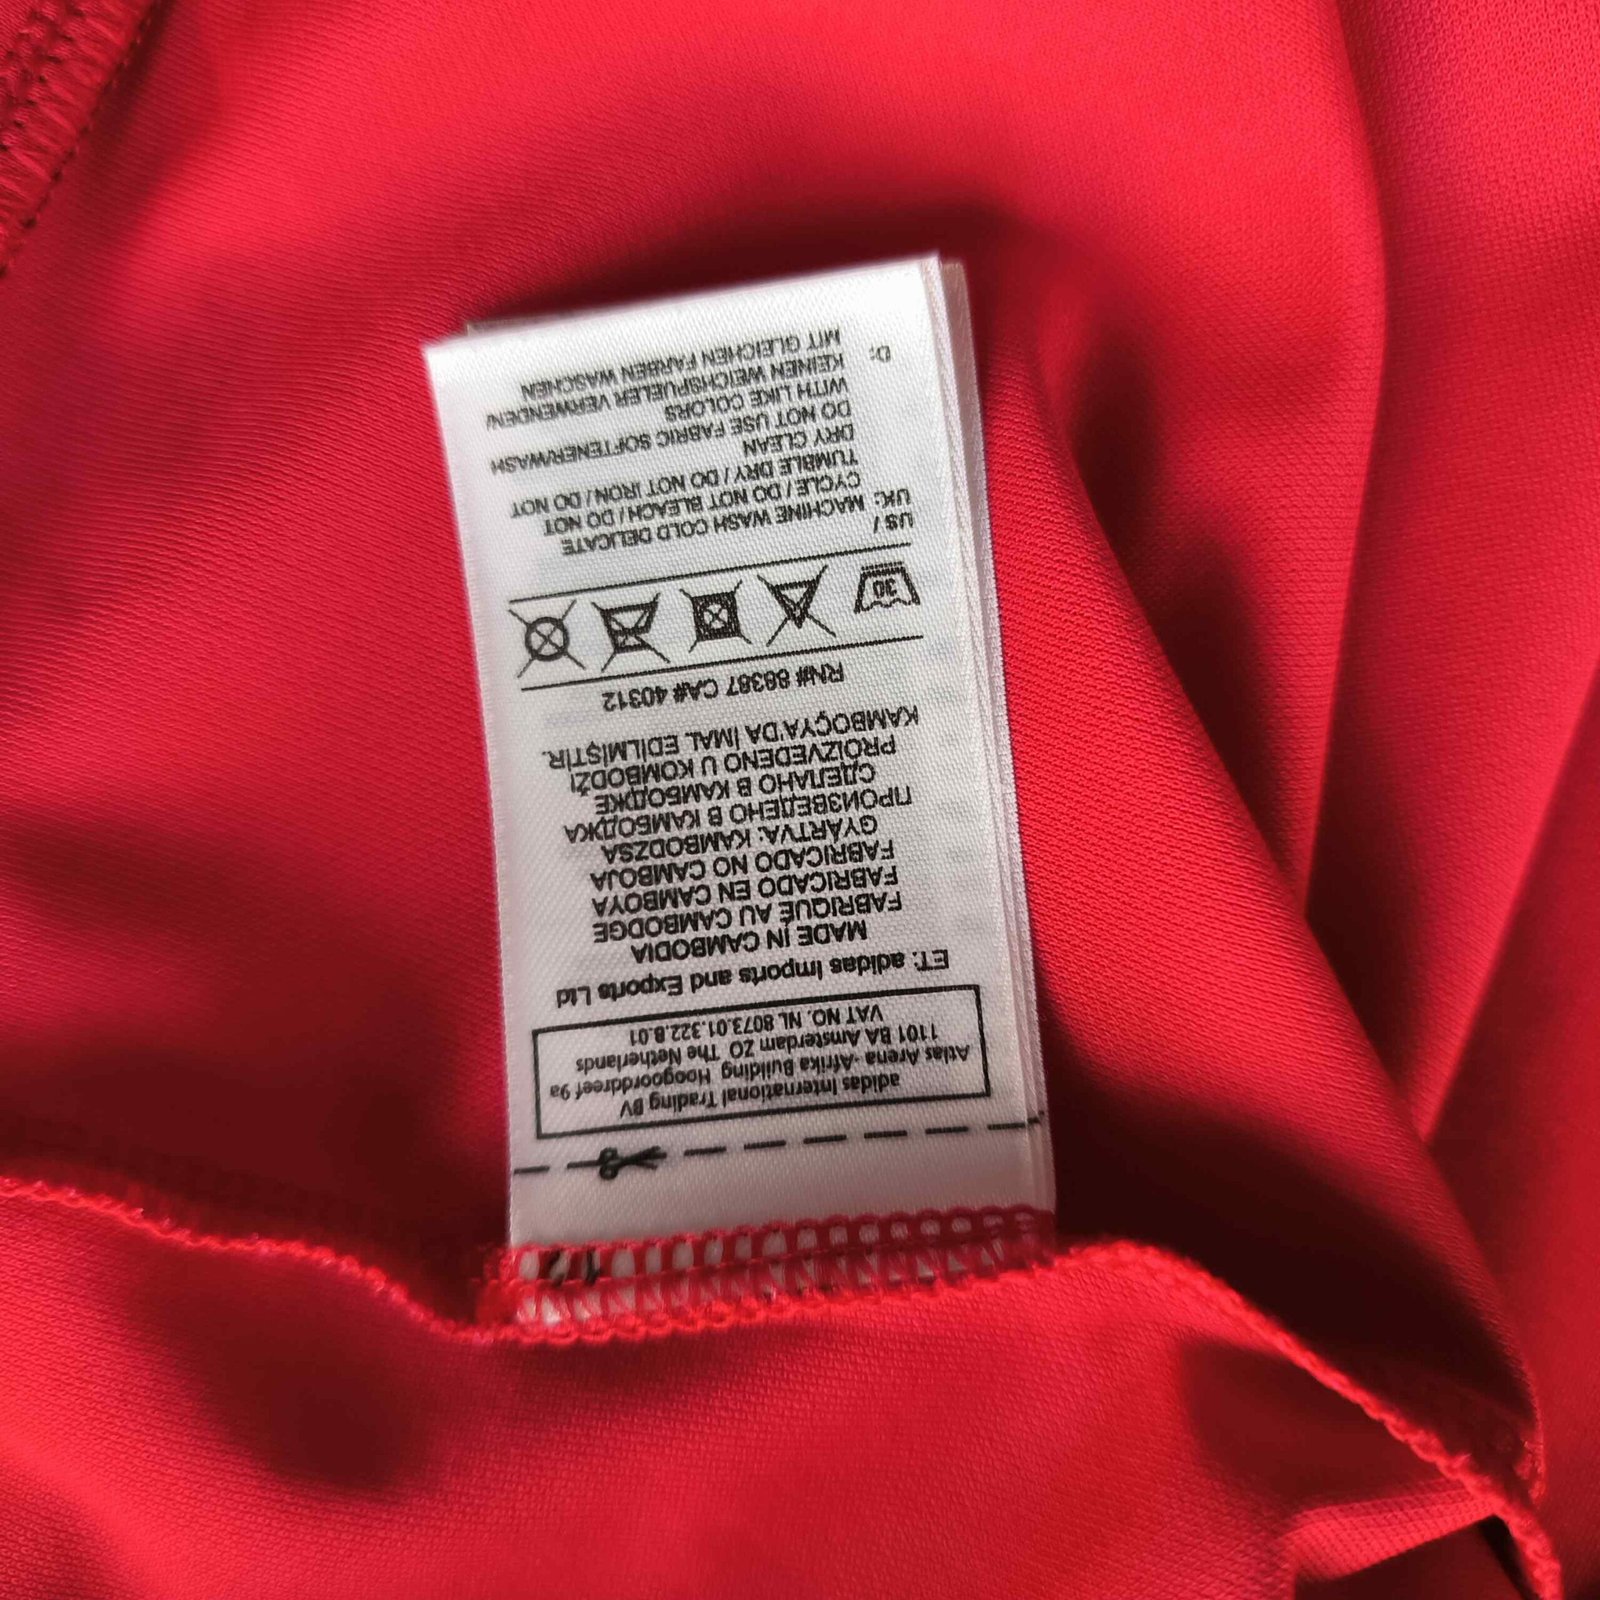 adidas International Trading BV
Atlas Arena -Afrika Building, Hoogoorddreef 9a
1101 BA Amsterdam ZO, The Netherlands
VAT NO. NL 8073.01.322.B.01
ET: adidas Imports and Exports Ltd
MADE IN CAMBODIA
FABRIQUÉ AU CAMBODGE
FABRICADO EN CAMBOYA
FABRICADO NO CAMBOJA
GYÁRTVA: KAMBODZSA
ПРОИЗВЕДЕНО В КАМБОДЖА
СДЕЛАНО В КАМБОДЖЕ
PROIZVEDENO U KOMBODŽI
KAMBOÇYA'DA İMAL EDİLMİŞTİR.
RN# 88387 CA# 40312
30
US /
UK: MACHINE WASH COLD DELICATE
CYCLE / DO NOT BLEACH / DO NOT
TUMBLE DRY / DO NOT IRON / DO NOT
DRY CLEAN
DO NOT USE FABRIC SOFTENER/WASH
WITH LIKE COLORS
D: KEINEN WEICHSPUELER VERWENDEN/
MIT GLEICHEN FARBEN WASCHEN